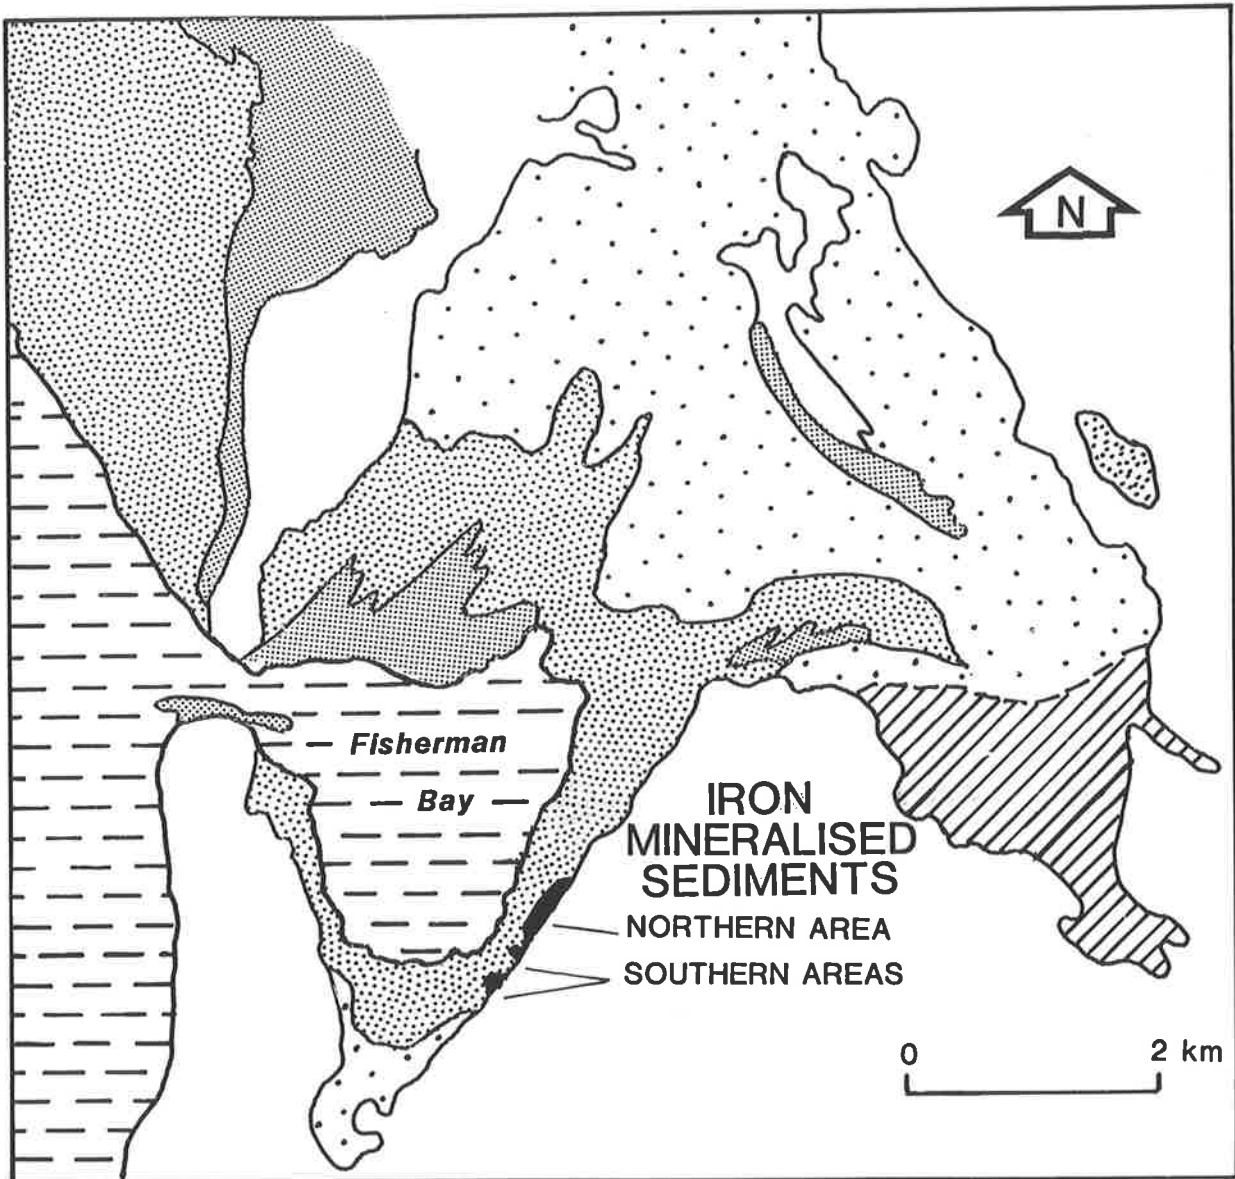 N
— Fisherman
— Bay —
IRON
MINERALISED
SEDIMENTS
NORTHERN AREA
SOUTHERN AREAS
0 2 km